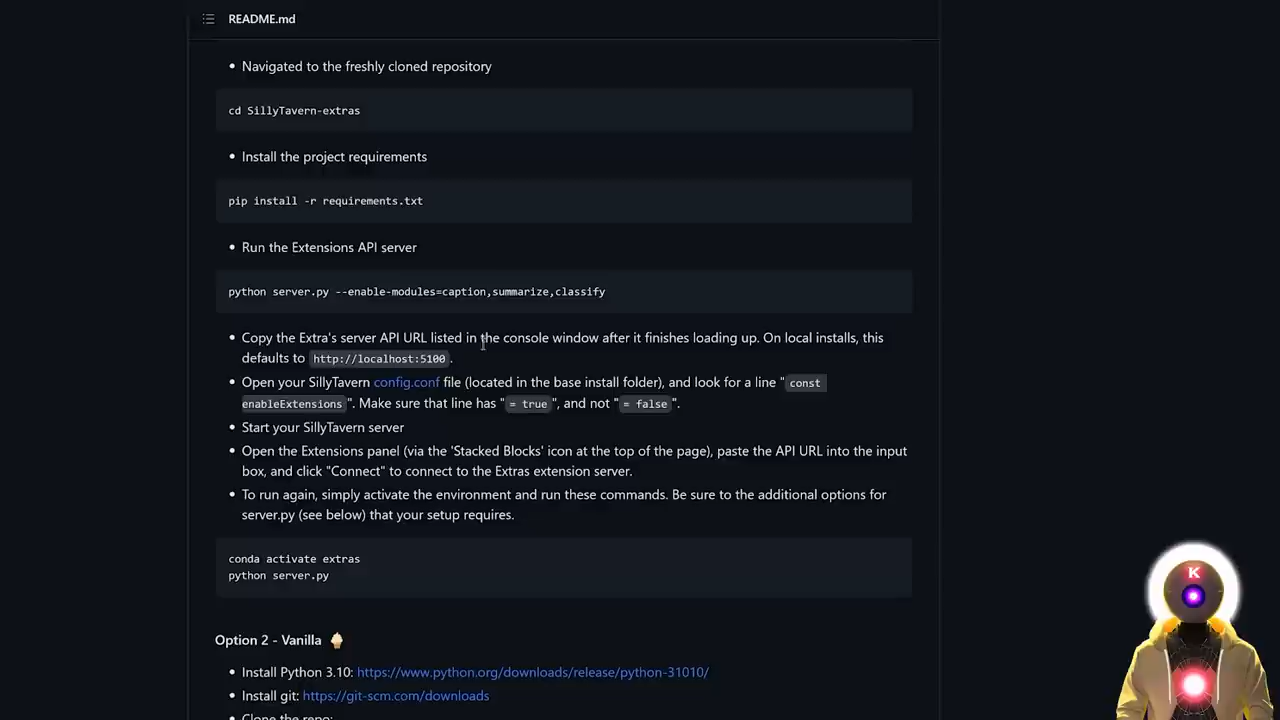 README.md
Navigated to the freshly cloned repository
cd SillyTavern-extras
Install the project requirements
pip install -r requirements.txt
Run the Extensions API server
python server.py --enable-modules=caption,summarize,classify
Copy the Extra's server API URL listed in the console window after it finishes loading up. On local installs, this
defaults to http://localhost:5100.
Open your SillyTavern config.conf file (located in the base install folder), and look for a line "const
enableExtensions". Make sure that line has "= true", and not "= false".
Start your SillyTavern server
Open the Extensions panel (via the 'Stacked Blocks' icon at the top of the page), paste the API URL into the input
box, and click "Connect" to connect to the Extras extension server.
To run again, simply activate the environment and run these commands. Be sure to the additional options for
server.py (see below) that your setup requires.
conda activate extras
python server.py
Option 2 - Vanilla 🍦
Install Python 3.10: https://www.python.org/downloads/release/python-31010/
Install git: https://git-scm.com/downloads
Clone the repo:
K